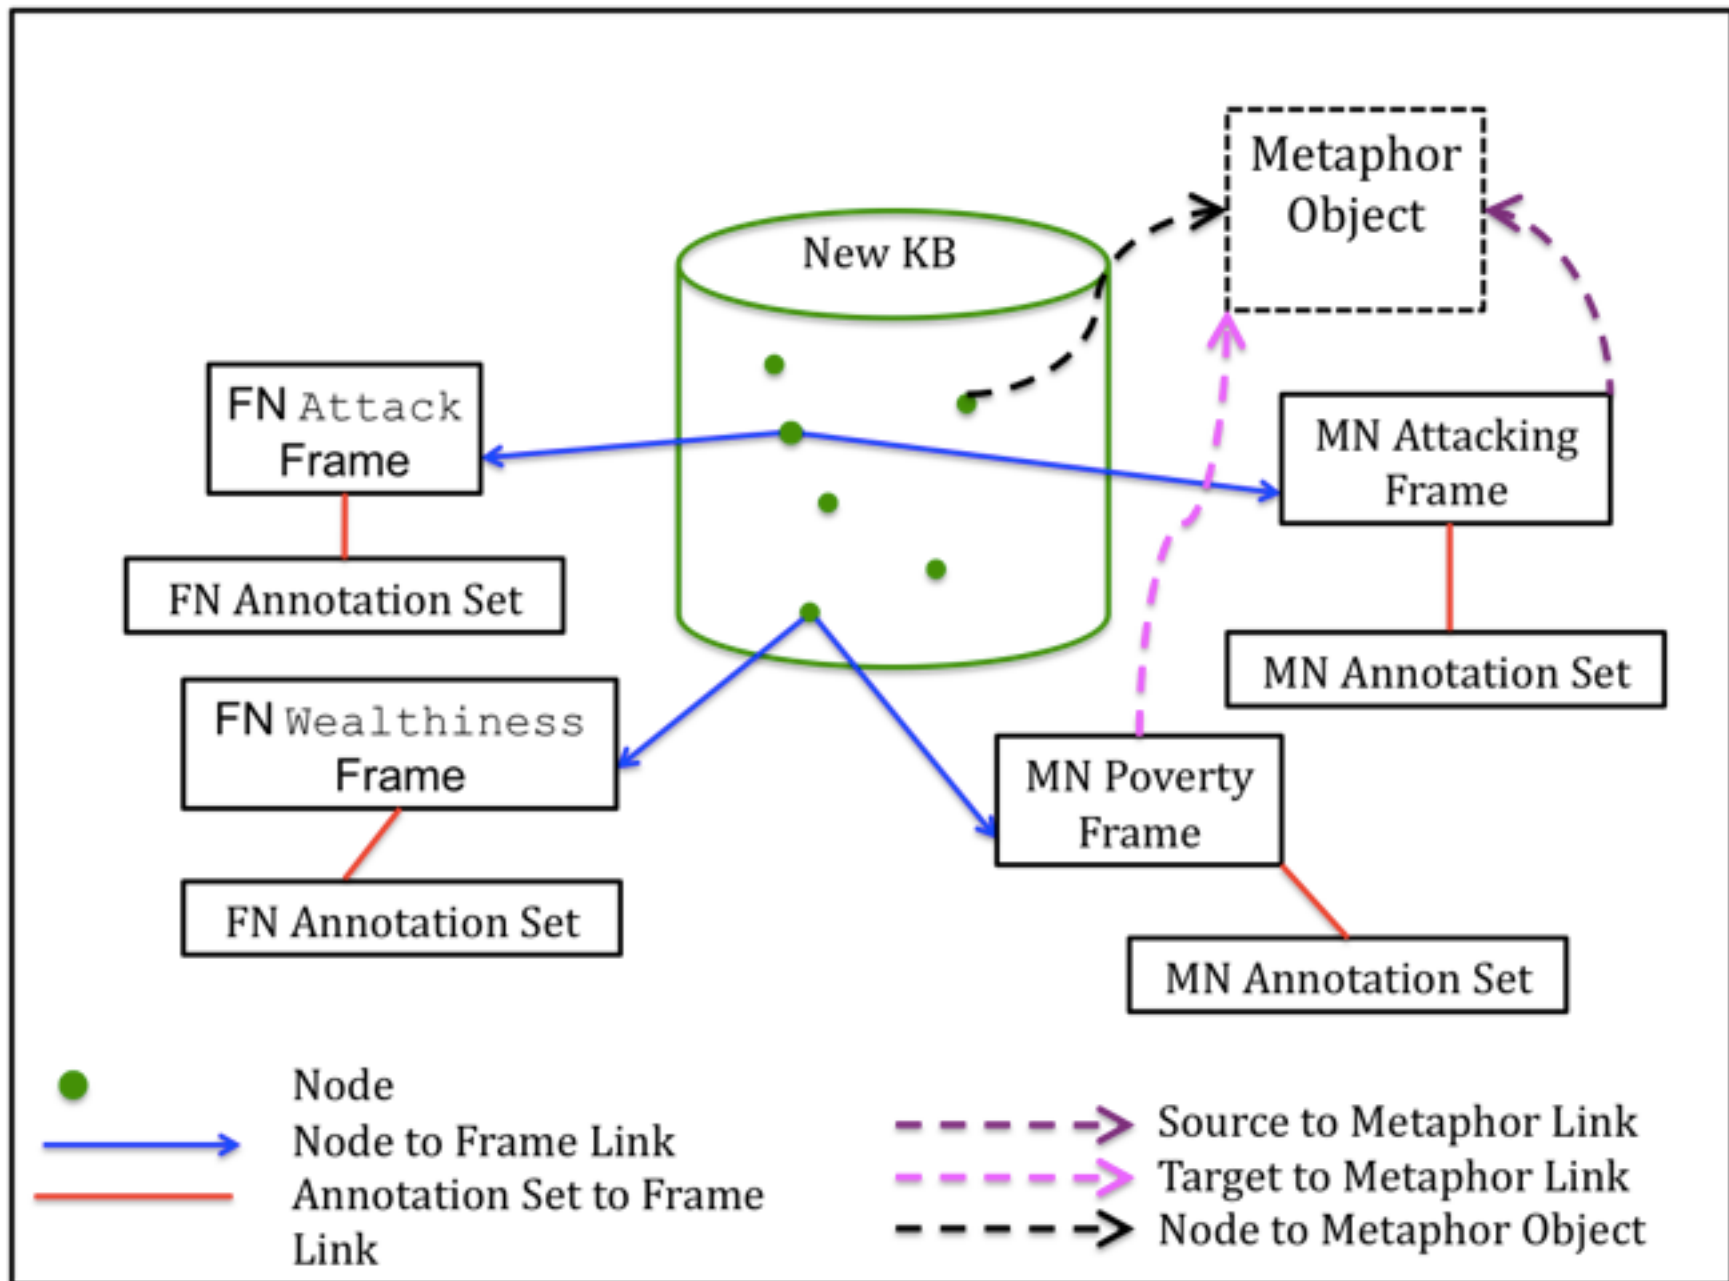 Metaphor
Object
New KB
FN Attack
Frame
MN Attacking
Frame
FN Annotation Set
MN Annotation Set
FN Wealthiness
Frame
MN Poverty
Frame
FN Annotation Set
MN Annotation Set
Node
Node to Frame Link
Annotation Set to Frame
Link
Source to Metaphor Link
Target to Metaphor Link
Node to Metaphor Object